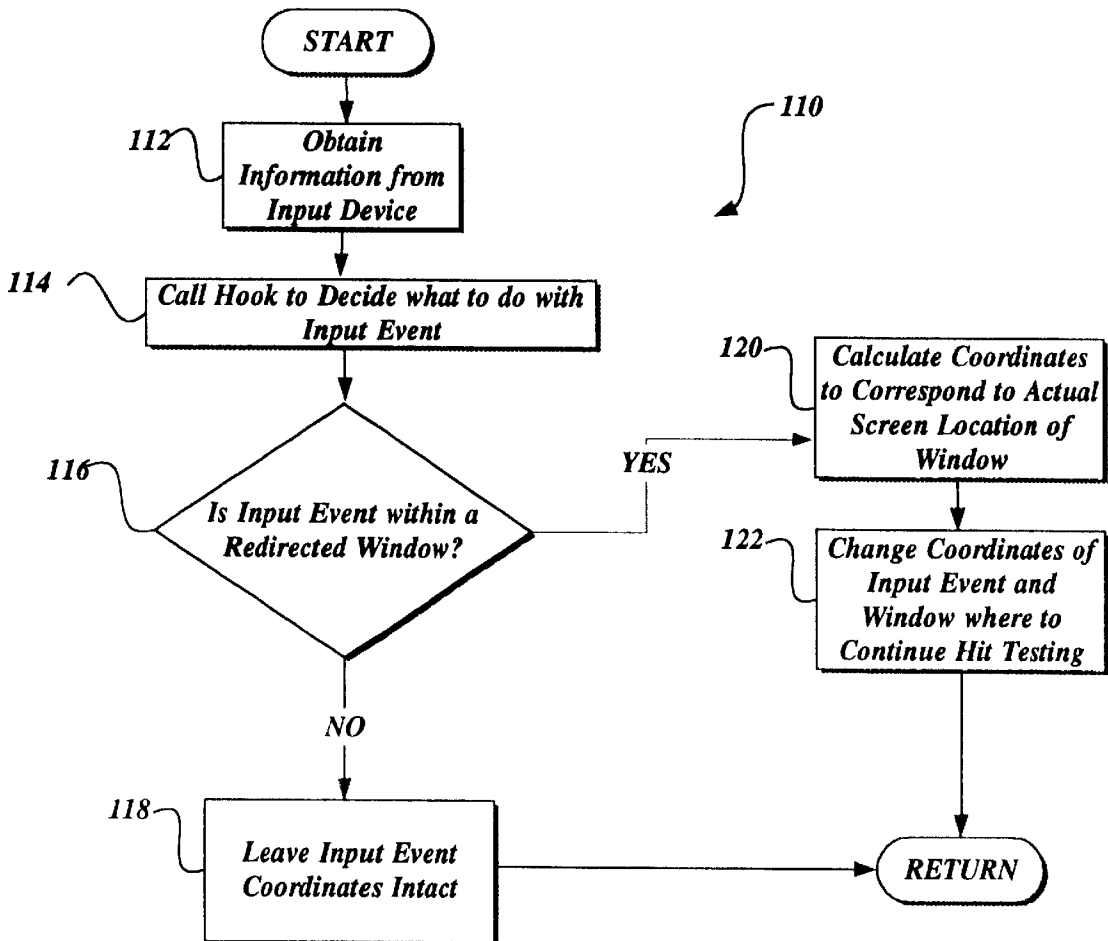 START
110
112
Obtain
Information from
Input Device
114
Call Hook to Decide what to do with
Input Event
116
Is Input Event within a
Redirected Window?
YES
120
Calculate Coordinates
to Correspond to Actual
Screen Location of
Window
122
Change Coordinates of
Input Event and
Window where to
Continue Hit Testing
NO
118
Leave Input Event
Coordinates Intact
RETURN